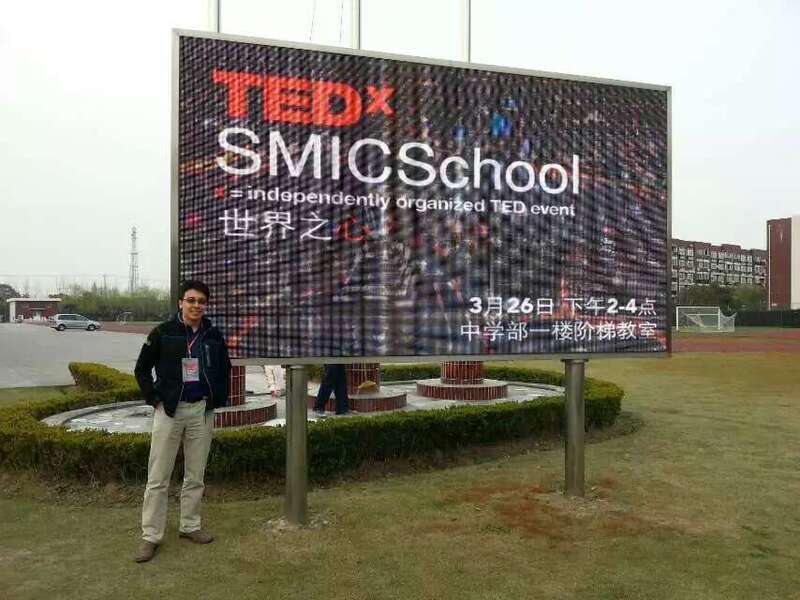 TEDx
SMICSchool
x = independently organized TED event
世界之心
3月26日 下午2-4点
中学部一楼阶梯教室